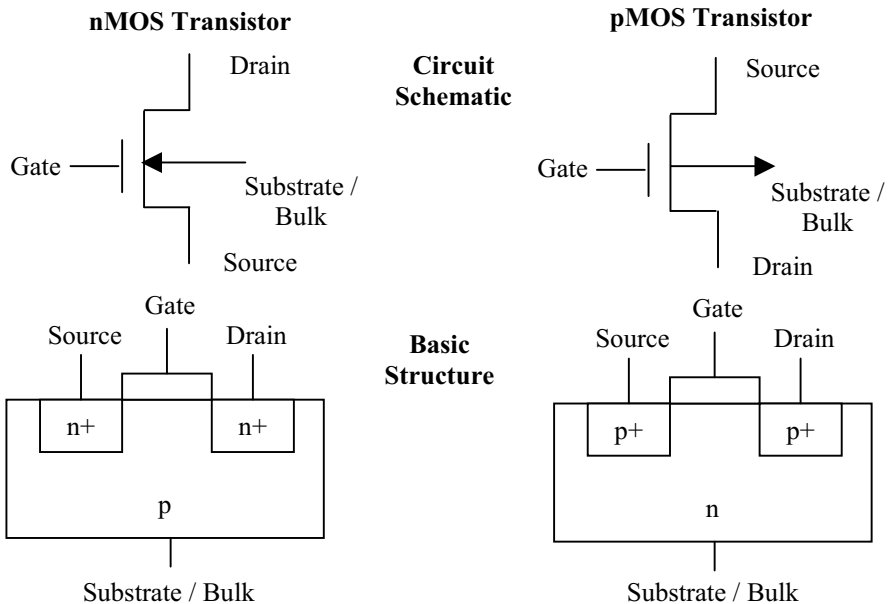 nMOS Transistor
Drain
Gate
Substrate /
Bulk
Source
Circuit
Schematic
pMOS Transistor
Source
Gate
Substrate /
Bulk
Drain
Gate
Source
Drain
n+
n+
p
Substrate / Bulk
Basic
Structure
Gate
Source
Drain
p+
p+
n
Substrate / Bulk